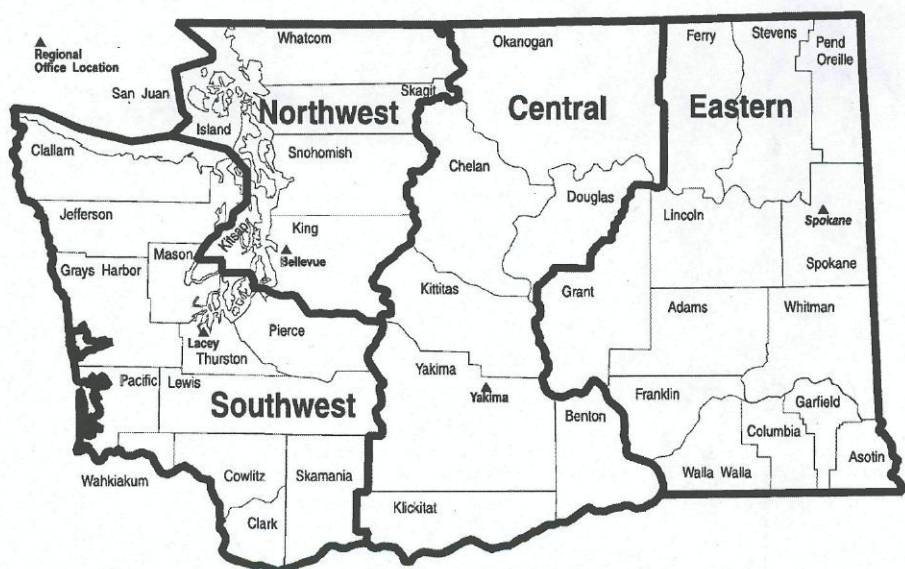 Regional
Office Location
San Juan
Whatcom
Skagit
Northwest
Island
Snohomish
King
Kitsap
Bellevue
Clallam
Jefferson
Mason
Grays Harbor
Lacey
Thurston
Pierce
Pacific
Lewis
Southwest
Wahkiakum
Cowlitz
Skamania
Clark
Okanogan
Central
Chelan
Douglas
Kittitas
Yakima
Yakima
Benton
Klickitat
Ferry
Stevens
Pend
Oreille
Eastern
Lincoln
Spokane
Spokane
Grant
Adams
Whitman
Franklin
Garfield
Columbia
Walla Walla
Asotin